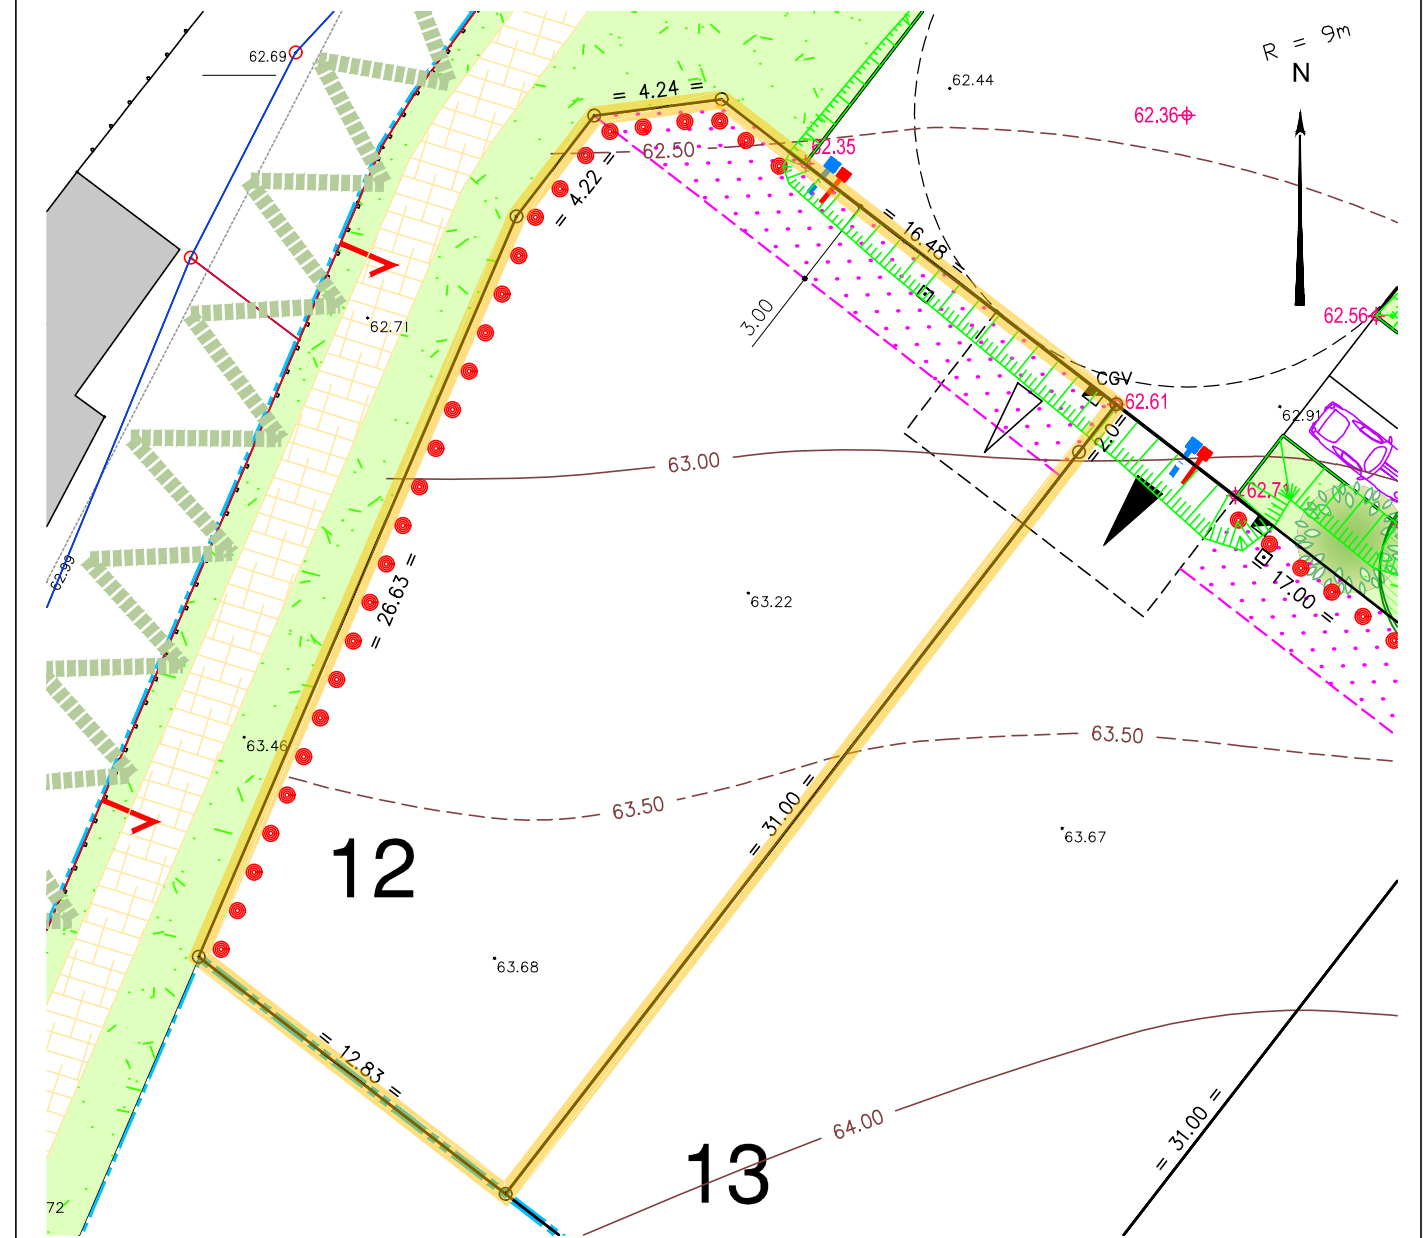 R = 9m
N
62.69
62.44
62.36
= 4.24 =
62.50
62.35
= 4.22 =
= 16.48 =
3.00
62.71
62.56
CGV
62.61
62.91
= 2.0 =
63.00
62.71
62.99
= 26.63 =
63.22
= 17.00 =
63.46
63.50
63.50
= 31.00 =
63.67
12
63.68
= 12.83 =
64.00
= 31.00 =
13
72